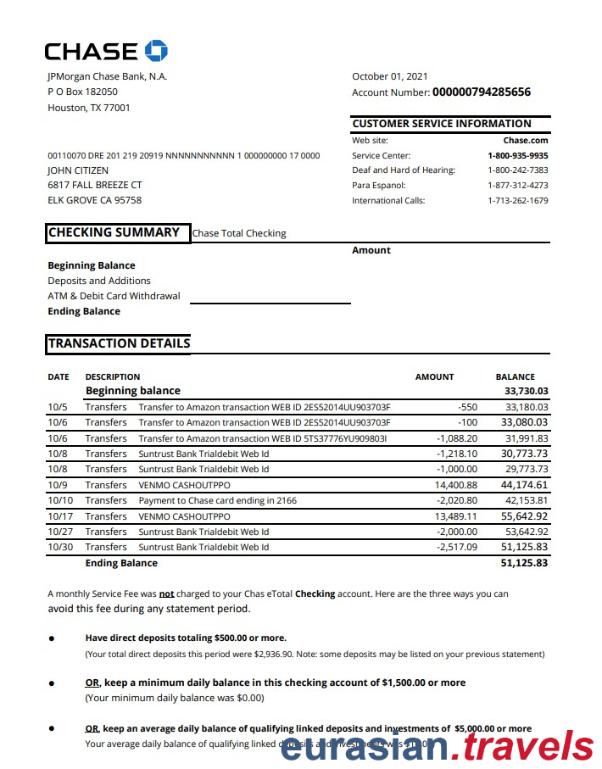 CHASE
JPMorgan Chase Bank, N.A.
P O Box 182050
Houston, TX 77001
October 01, 2021
Account Number: 000000794285656
CUSTOMER SERVICE INFORMATION
Web site: Chase.com
Service Center: 1-800-935-9935
Deaf and Hard of Hearing: 1-800-242-7383
Para Espanol: 1-877-312-4273
International Calls: 1-713-262-1679
00110070 DRE 201 219 20919 NNNNNNNNNNN 1 000000000 17 0000
JOHN CITIZEN
6817 FALL BREEZE CT
ELK GROVE CA 95758
CHECKING SUMMARY Chase Total Checking
Amount
Beginning Balance
Deposits and Additions
ATM & Debit Card Withdrawal
Ending Balance
TRANSACTION DETAILS
DATE DESCRIPTION AMOUNT BALANCE
Beginning balance 33,730.03
10/5 Transfers Transfer to Amazon transaction WEB ID 2ES52014UU903703F -550 33,180.03
10/6 Transfers Transfer to Amazon transaction WEB ID 2ES52014UU903703F -100 33,080.03
10/6 Transfers Transfer to Amazon transaction WEB ID 5TS37776YU909803I -1,088.20 31,991.83
10/8 Transfers Suntrust Bank Trialdebit Web Id -1,218.10 30,773.73
10/8 Transfers Suntrust Bank Trialdebit Web Id -1,000.00 29,773.73
10/9 Transfers VENMO CASHOUTPPO 14,400.88 44,174.61
10/10 Transfers Payment to Chase card ending in 2166 -2,020.80 42,153.81
10/17 Transfers VENMO CASHOUTPPO 13,489.11 55,642.92
10/27 Transfers Suntrust Bank Trialdebit Web Id -2,000.00 53,642.92
10/30 Transfers Suntrust Bank Trialdebit Web Id -2,517.09 51,125.83
Ending Balance 51,125.83
A monthly Service Fee was not charged to your Chas eTotal Checking account. Here are the three ways you can
avoid this fee during any statement period.
● Have direct deposits totaling $500.00 or more.
(Your total direct deposits this period were $2,936.90. Note: some deposits may be listed on your previous statement)
● OR, keep a minimum daily balance in this checking account of $1,500.00 or more
(Your minimum daily balance was $0.00)
● OR, keep an average daily balance of qualifying linked deposits and investments of $5,000.00 or more
Your average daily balance of qualifying linked deposits and investments was
eurasian.travels